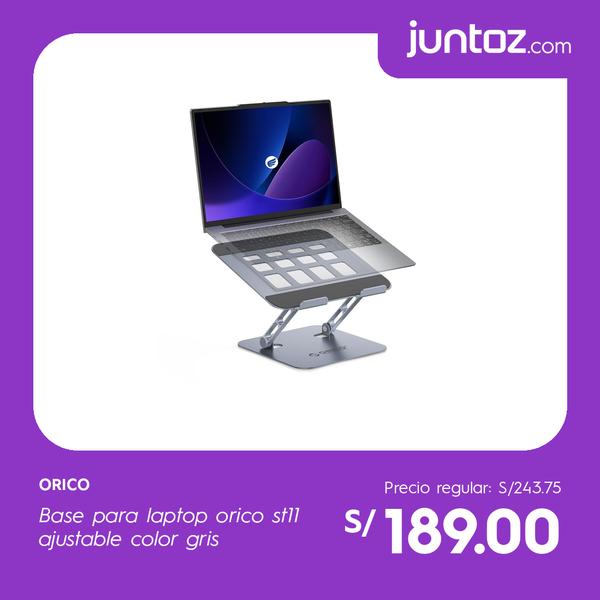 juntoz.com
ORICO
Base para laptop orico st11
ajustable color gris
Precio regular: S/243.75
S/189.00